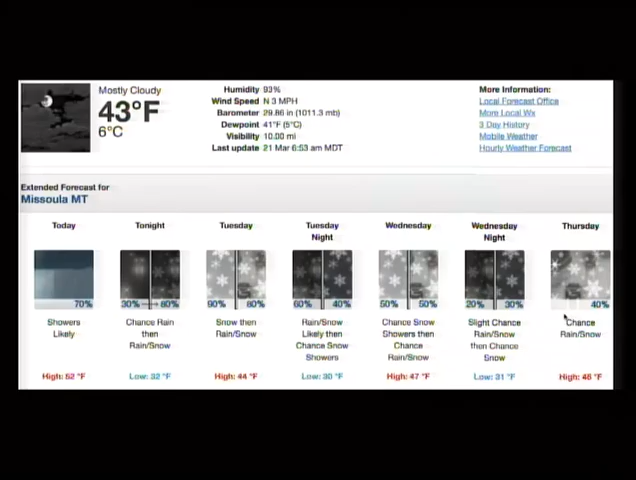 Mostly Cloudy
43°F
6°C
Humidity 93%
Wind Speed N 3 MPH
Barometer 29.86 in (1011.3 mb)
Dewpoint 41°F (5°C)
Visibility 10.00 mi
Last update 21 Mar 6:53 am MDT
More Information:
Local Forecast Office
More Local Wx
3 Day History
Mobile Weather
Hourly Weather Forecast
Extended Forecast for
Missoula MT
Today
70%
Showers
Likely
High: 52 °F
Tonight
30% 80%
Chance Rain
then
Rain/Snow
Low: 32 °F
Tuesday
90% 80%
Snow then
Rain/Snow
High: 44 °F
Tuesday
Night
60% 40%
Rain/Snow
Likely then
Chance Snow
Showers
Low: 30 °F
Wednesday
50% 50%
Chance Snow
Showers then
Chance
Rain/Snow
High: 47 °F
Wednesday
Night
20% 30%
Slight Chance
Rain/Snow
then Chance
Snow
Low: 31 °F
Thursday
40%
Chance
Rain/Snow
High: 48 °F